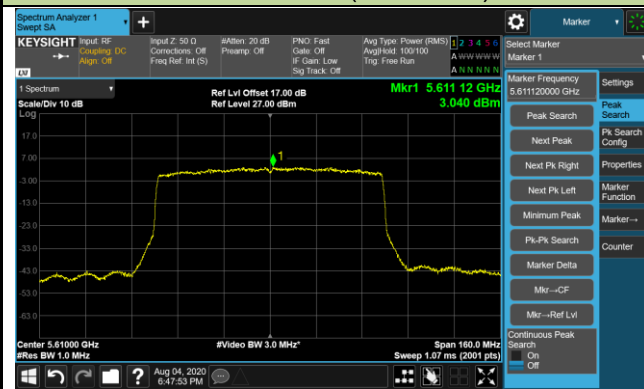 Spectrum Analyzer 1
Swept SA
Marker
KEYSIGHT
Input: RF
Coupling: DC
Align: Off
Input Z: 50 Ω
Corrections: Off
Freq Ref: Int (S)
#Atten: 20 dB
Preamp: Off
PNO: Fast
Gate: Off
IF Gain: Low
Sig Track: Off
Avg Type: Power (RMS)
Avg|Hold: 100/100
Trig: Free Run
1 2 3 4 5 6
A W W W W W
A N N N N N
LXI
Select Marker
Marker 1
1 Spectrum
Scale/Div 10 dB
Log
Ref Lvl Offset 17.00 dB
Ref Level 27.00 dBm
Mkr1 5.611 12 GHz
3.040 dBm
17.0
7.00
-3.00
-13.0
-23.0
-33.0
-43.0
-53.0
-63.0
1
Center 5.61000 GHz
#Res BW 1.0 MHz
#Video BW 3.0 MHz*
Span 160.0 MHz
Sweep 1.07 ms (2001 pts)
Marker Frequency
5.611120000 GHz
Peak Search
Next Peak
Next Pk Right
Next Pk Left
Minimum Peak
Pk-Pk Search
Marker Delta
Mkr→CF
Mkr→Ref Lvl
Continuous Peak
Search
On
Off
Settings
Peak
Search
Pk Search
Config
Properties
Marker
Function
Marker→
Counter
Aug 04, 2020
6:47:53 PM